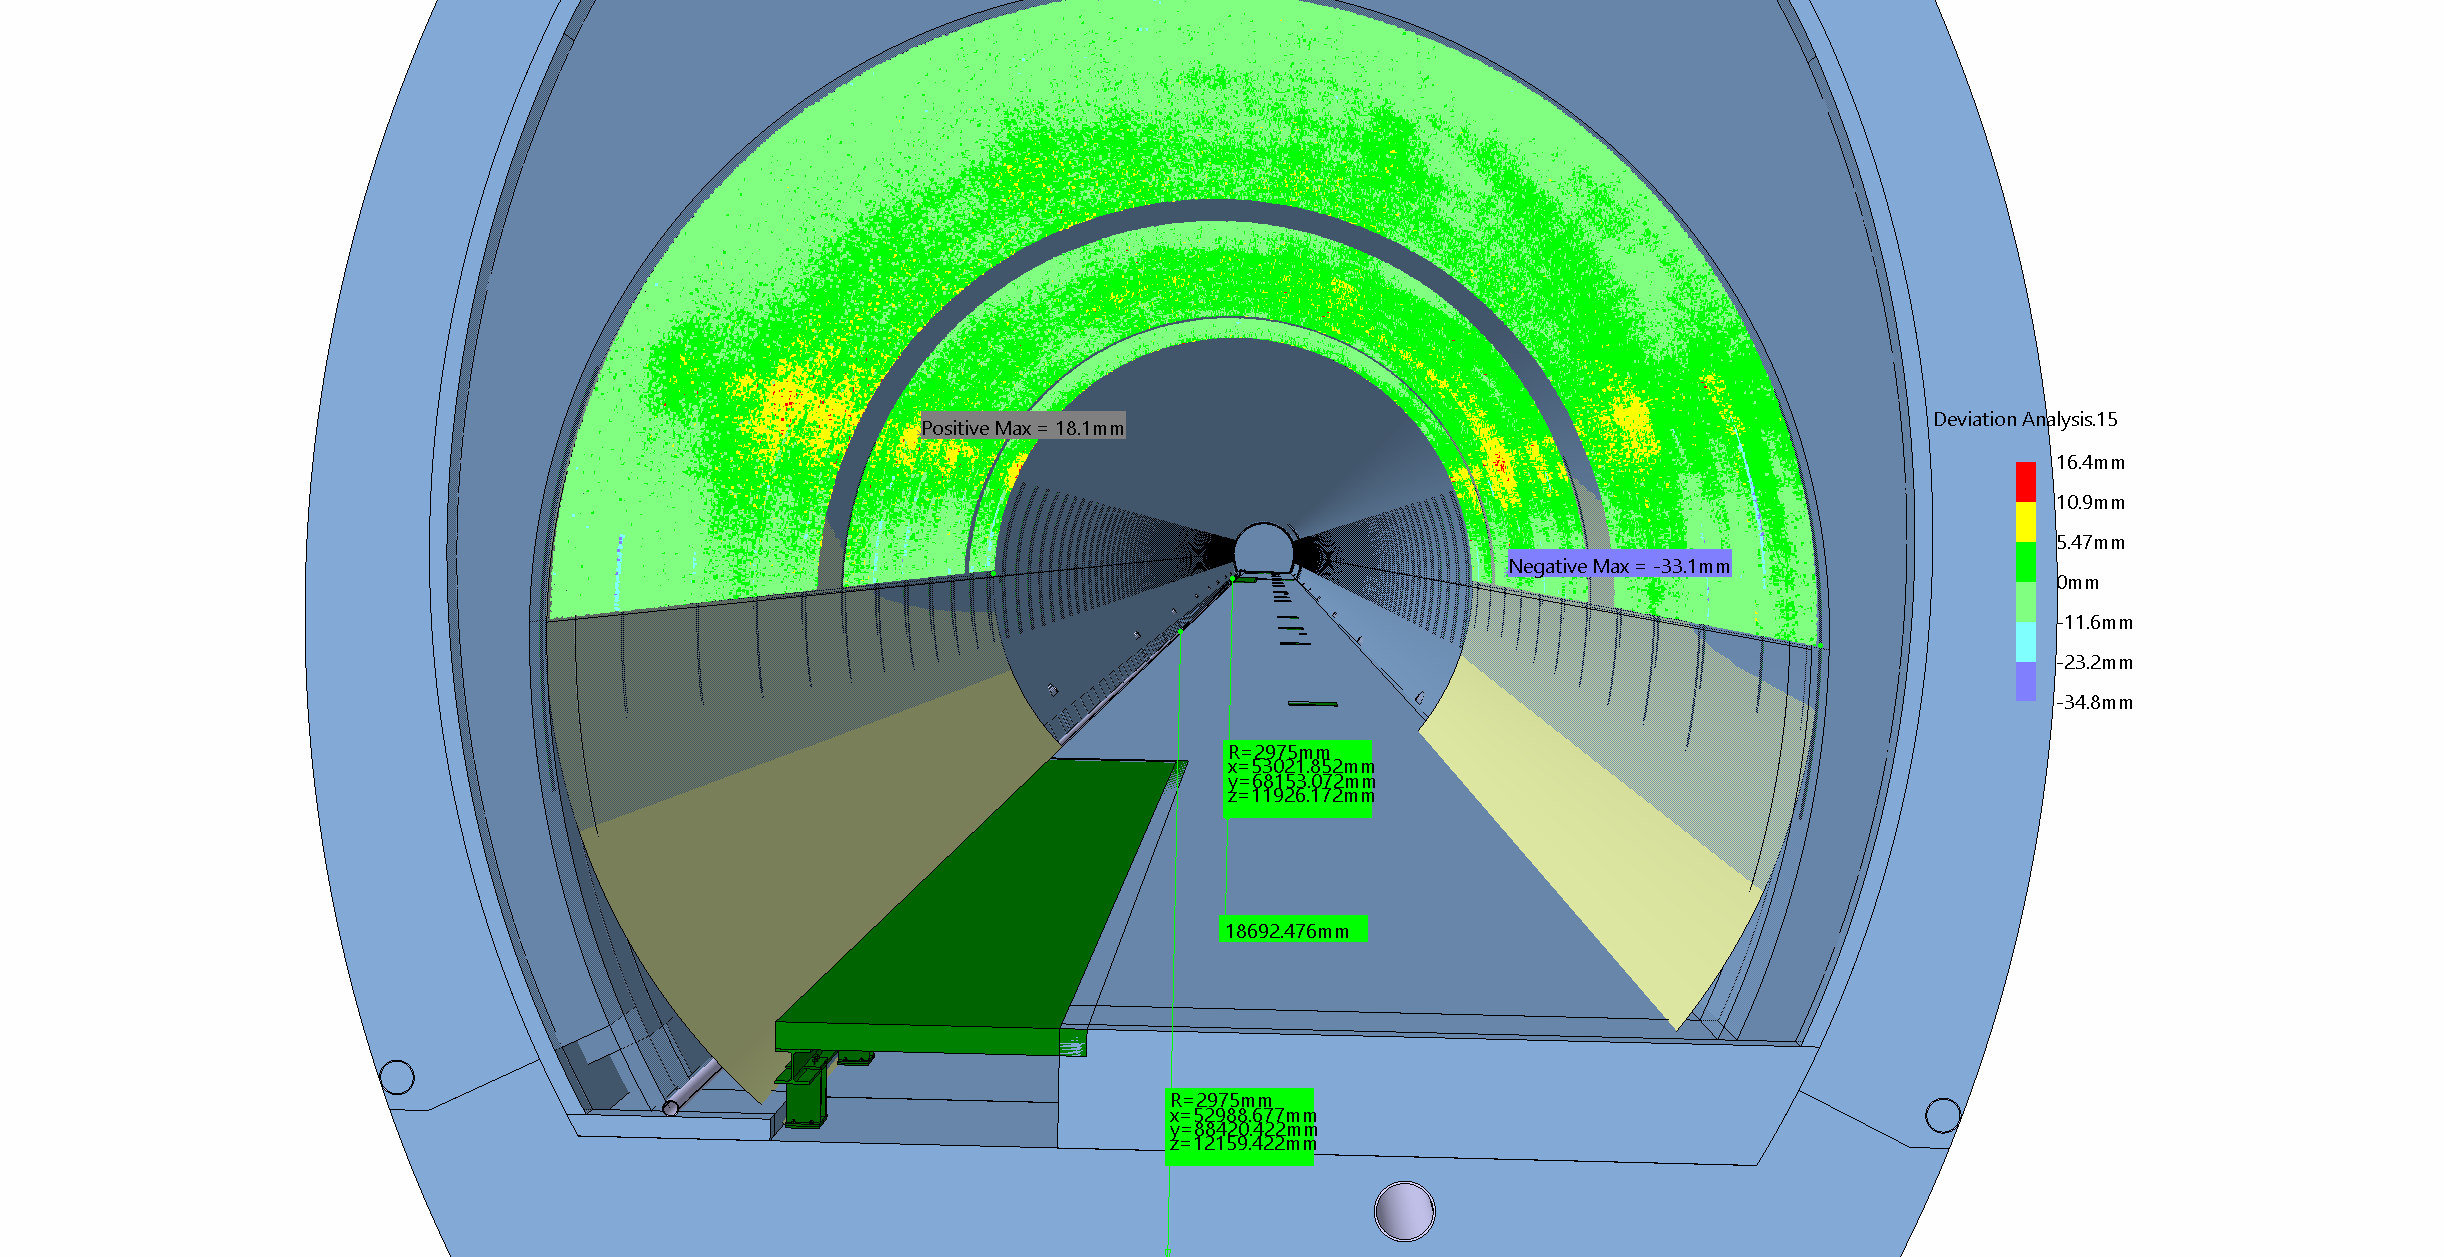 Deviation Analysis.15
Positive Max = 18.1mm
16.4mm
10.9mm
5.47mm
Negative Max = -33.1mm
0mm
-11.6mm
-23.2mm
-34.8mm
R=2975mm
x=53021.852mm
y=68153.072mm
z=11926.172mm
18692.476mm
R=2975mm
x=52988.677mm
y=88420.422mm
z=12159.422mm